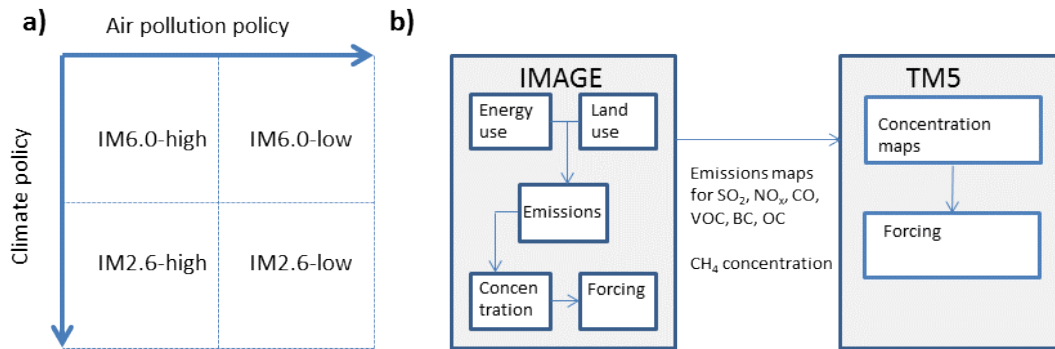 a)
Air pollution policy
Climate policy
IM6.0-high
IM6.0-low
IM2.6-high
IM2.6-low
b)
IMAGE
Energy
use
Land
use
Emissions
Concen
tration
Forcing
Emissions maps
for SO₂, NOₓ, CO,
VOC, BC, OC
CH₄ concentration
TM5
Concentration
maps
Forcing